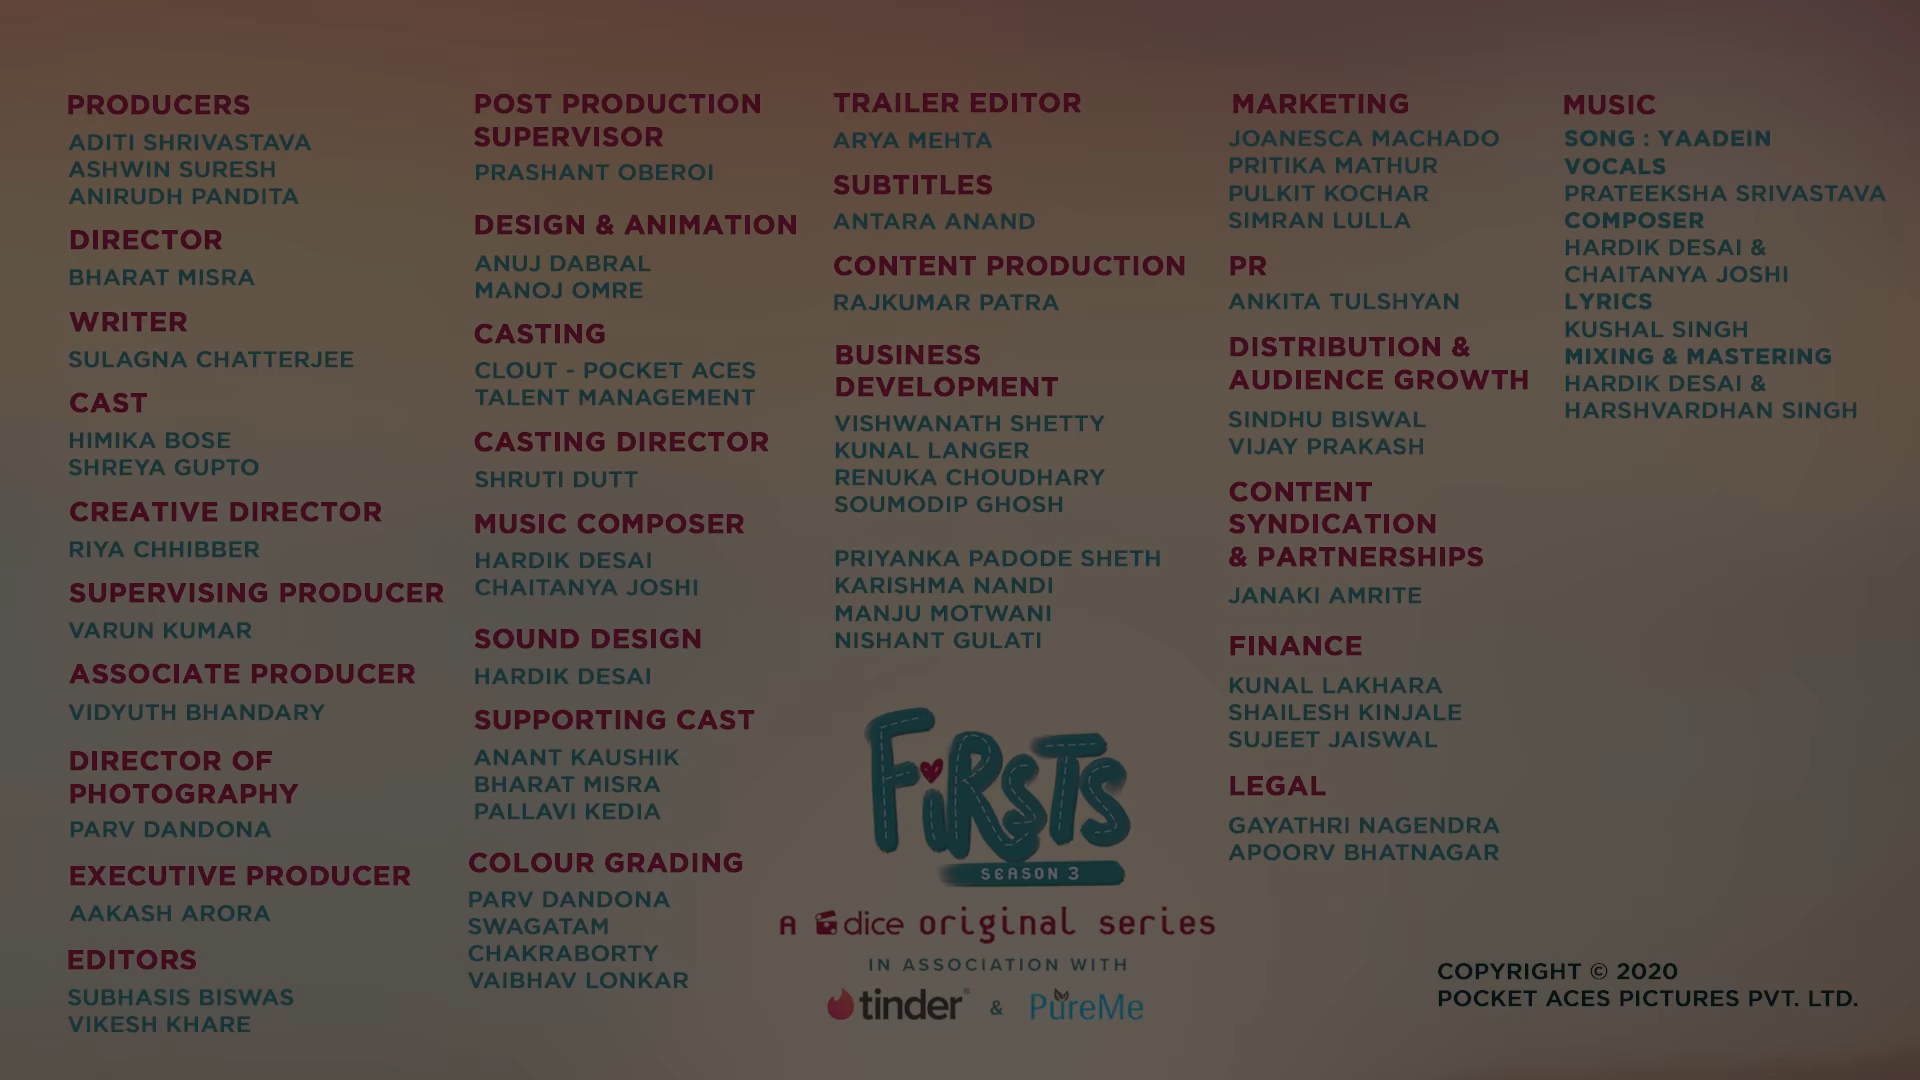 PRODUCERS
ADITI SHRIVASTAVA
ASHWIN SURESH
ANIRUDH PANDITA
DIRECTOR
BHARAT MISRA
WRITER
SULAGNA CHATTERJEE
CAST
HIMIKA BOSE
SHREYA GUPTO
CREATIVE DIRECTOR
RIYA CHHIBBER
SUPERVISING PRODUCER
VARUN KUMAR
ASSOCIATE PRODUCER
VIDYUTH BHANDARY
DIRECTOR OF
PHOTOGRAPHY
PARV DANDONA
EXECUTIVE PRODUCER
AAKASH ARORA
EDITORS
SUBHASIS BISWAS
VIKESH KHARE
POST PRODUCTION
SUPERVISOR
PRASHANT OBEROI
DESIGN & ANIMATION
ANUJ DABRAL
MANOJ OMRE
CASTING
CLOUT - POCKET ACES
TALENT MANAGEMENT
CASTING DIRECTOR
SHRUTI DUTT
MUSIC COMPOSER
HARDIK DESAI
CHAITANYA JOSHI
SOUND DESIGN
HARDIK DESAI
SUPPORTING CAST
ANANT KAUSHIK
BHARAT MISRA
PALLAVI KEDIA
COLOUR GRADING
PARV DANDONA
SWAGATAM
CHAKRABORTY
VAIBHAV LONKAR
TRAILER EDITOR
ARYA MEHTA
SUBTITLES
ANTARA ANAND
CONTENT PRODUCTION
RAJKUMAR PATRA
BUSINESS
DEVELOPMENT
VISHWANATH SHETTY
KUNAL LANGER
RENUKA CHOUDHARY
SOUMODIP GHOSH
PRIYANKA PADODE SHETH
KARISHMA NANDI
MANJU MOTWANI
NISHANT GULATI
FiRSTS
SEASON 3
A dice original series
IN ASSOCIATION WITH
tinder & PureMe
MARKETING
JOANESCA MACHADO
PRITIKA MATHUR
PULKIT KOCHAR
SIMRAN LULLA
PR
ANKITA TULSHYAN
DISTRIBUTION &
AUDIENCE GROWTH
SINDHU BISWAL
VIJAY PRAKASH
CONTENT
SYNDICATION
& PARTNERSHIPS
JANAKI AMRITE
FINANCE
KUNAL LAKHARA
SHAILESH KINJALE
SUJEET JAISWAL
LEGAL
GAYATHRI NAGENDRA
APOORV BHATNAGAR
MUSIC
SONG : YAADEIN
VOCALS
PRATEEKSHA SRIVASTAVA
COMPOSER
HARDIK DESAI &
CHAITANYA JOSHI
LYRICS
KUSHAL SINGH
MIXING & MASTERING
HARDIK DESAI &
HARSHVARDHAN SINGH
COPYRIGHT © 2020
POCKET ACES PICTURES PVT. LTD.